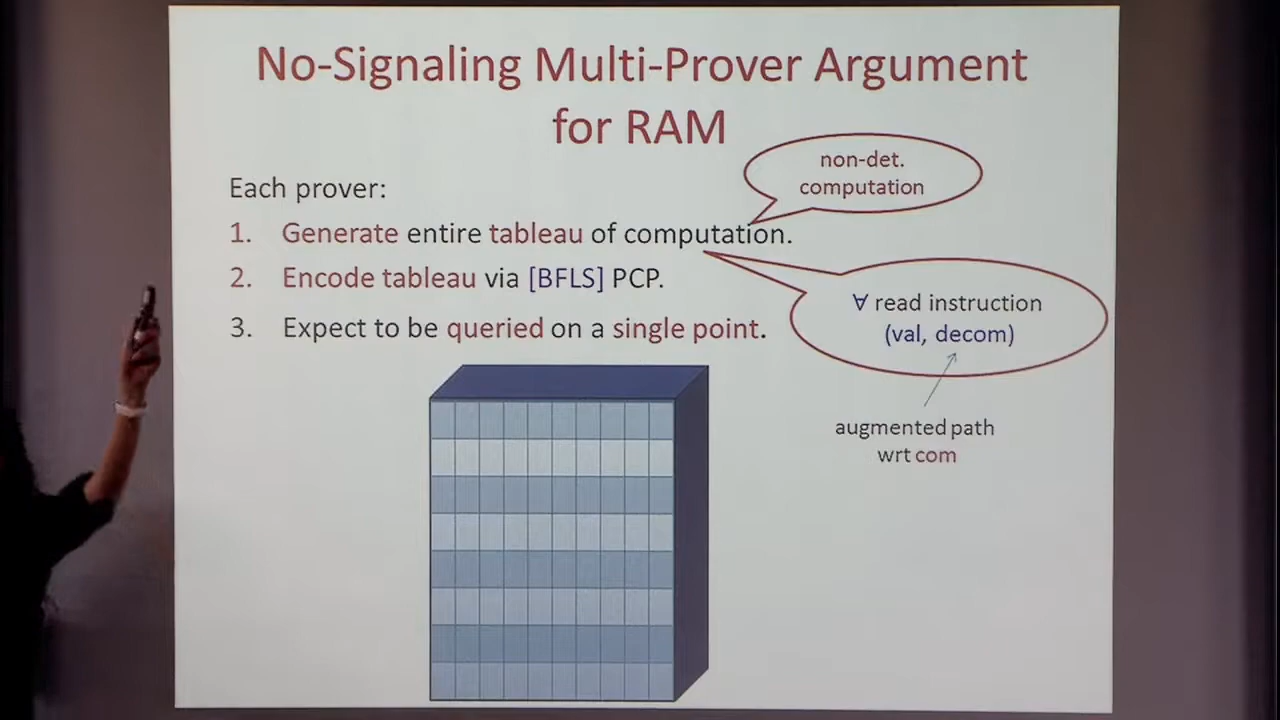 No-Signaling Multi-Prover Argument
for RAM
non-det.
computation
Each prover:
1. Generate entire tableau of computation.
2. Encode tableau via [BFLS] PCP.
3. Expect to be queried on a single point.
∀ read instruction
(val, decom)
augmented path
wrt com